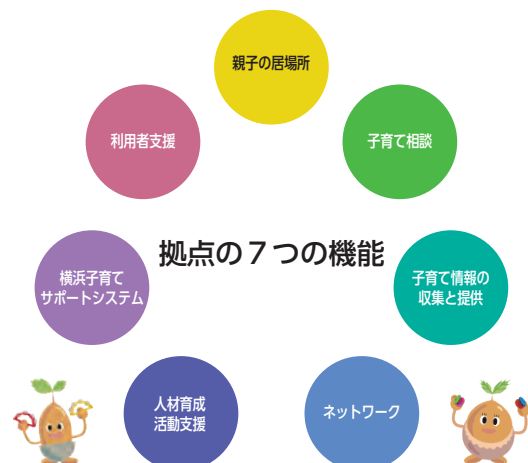 親子の居場所
利用者支援
子育て相談
拠点の７つの機能
横浜子育て
サポートシステム
子育て情報の
収集と提供
人材育成
活動支援
ネットワーク